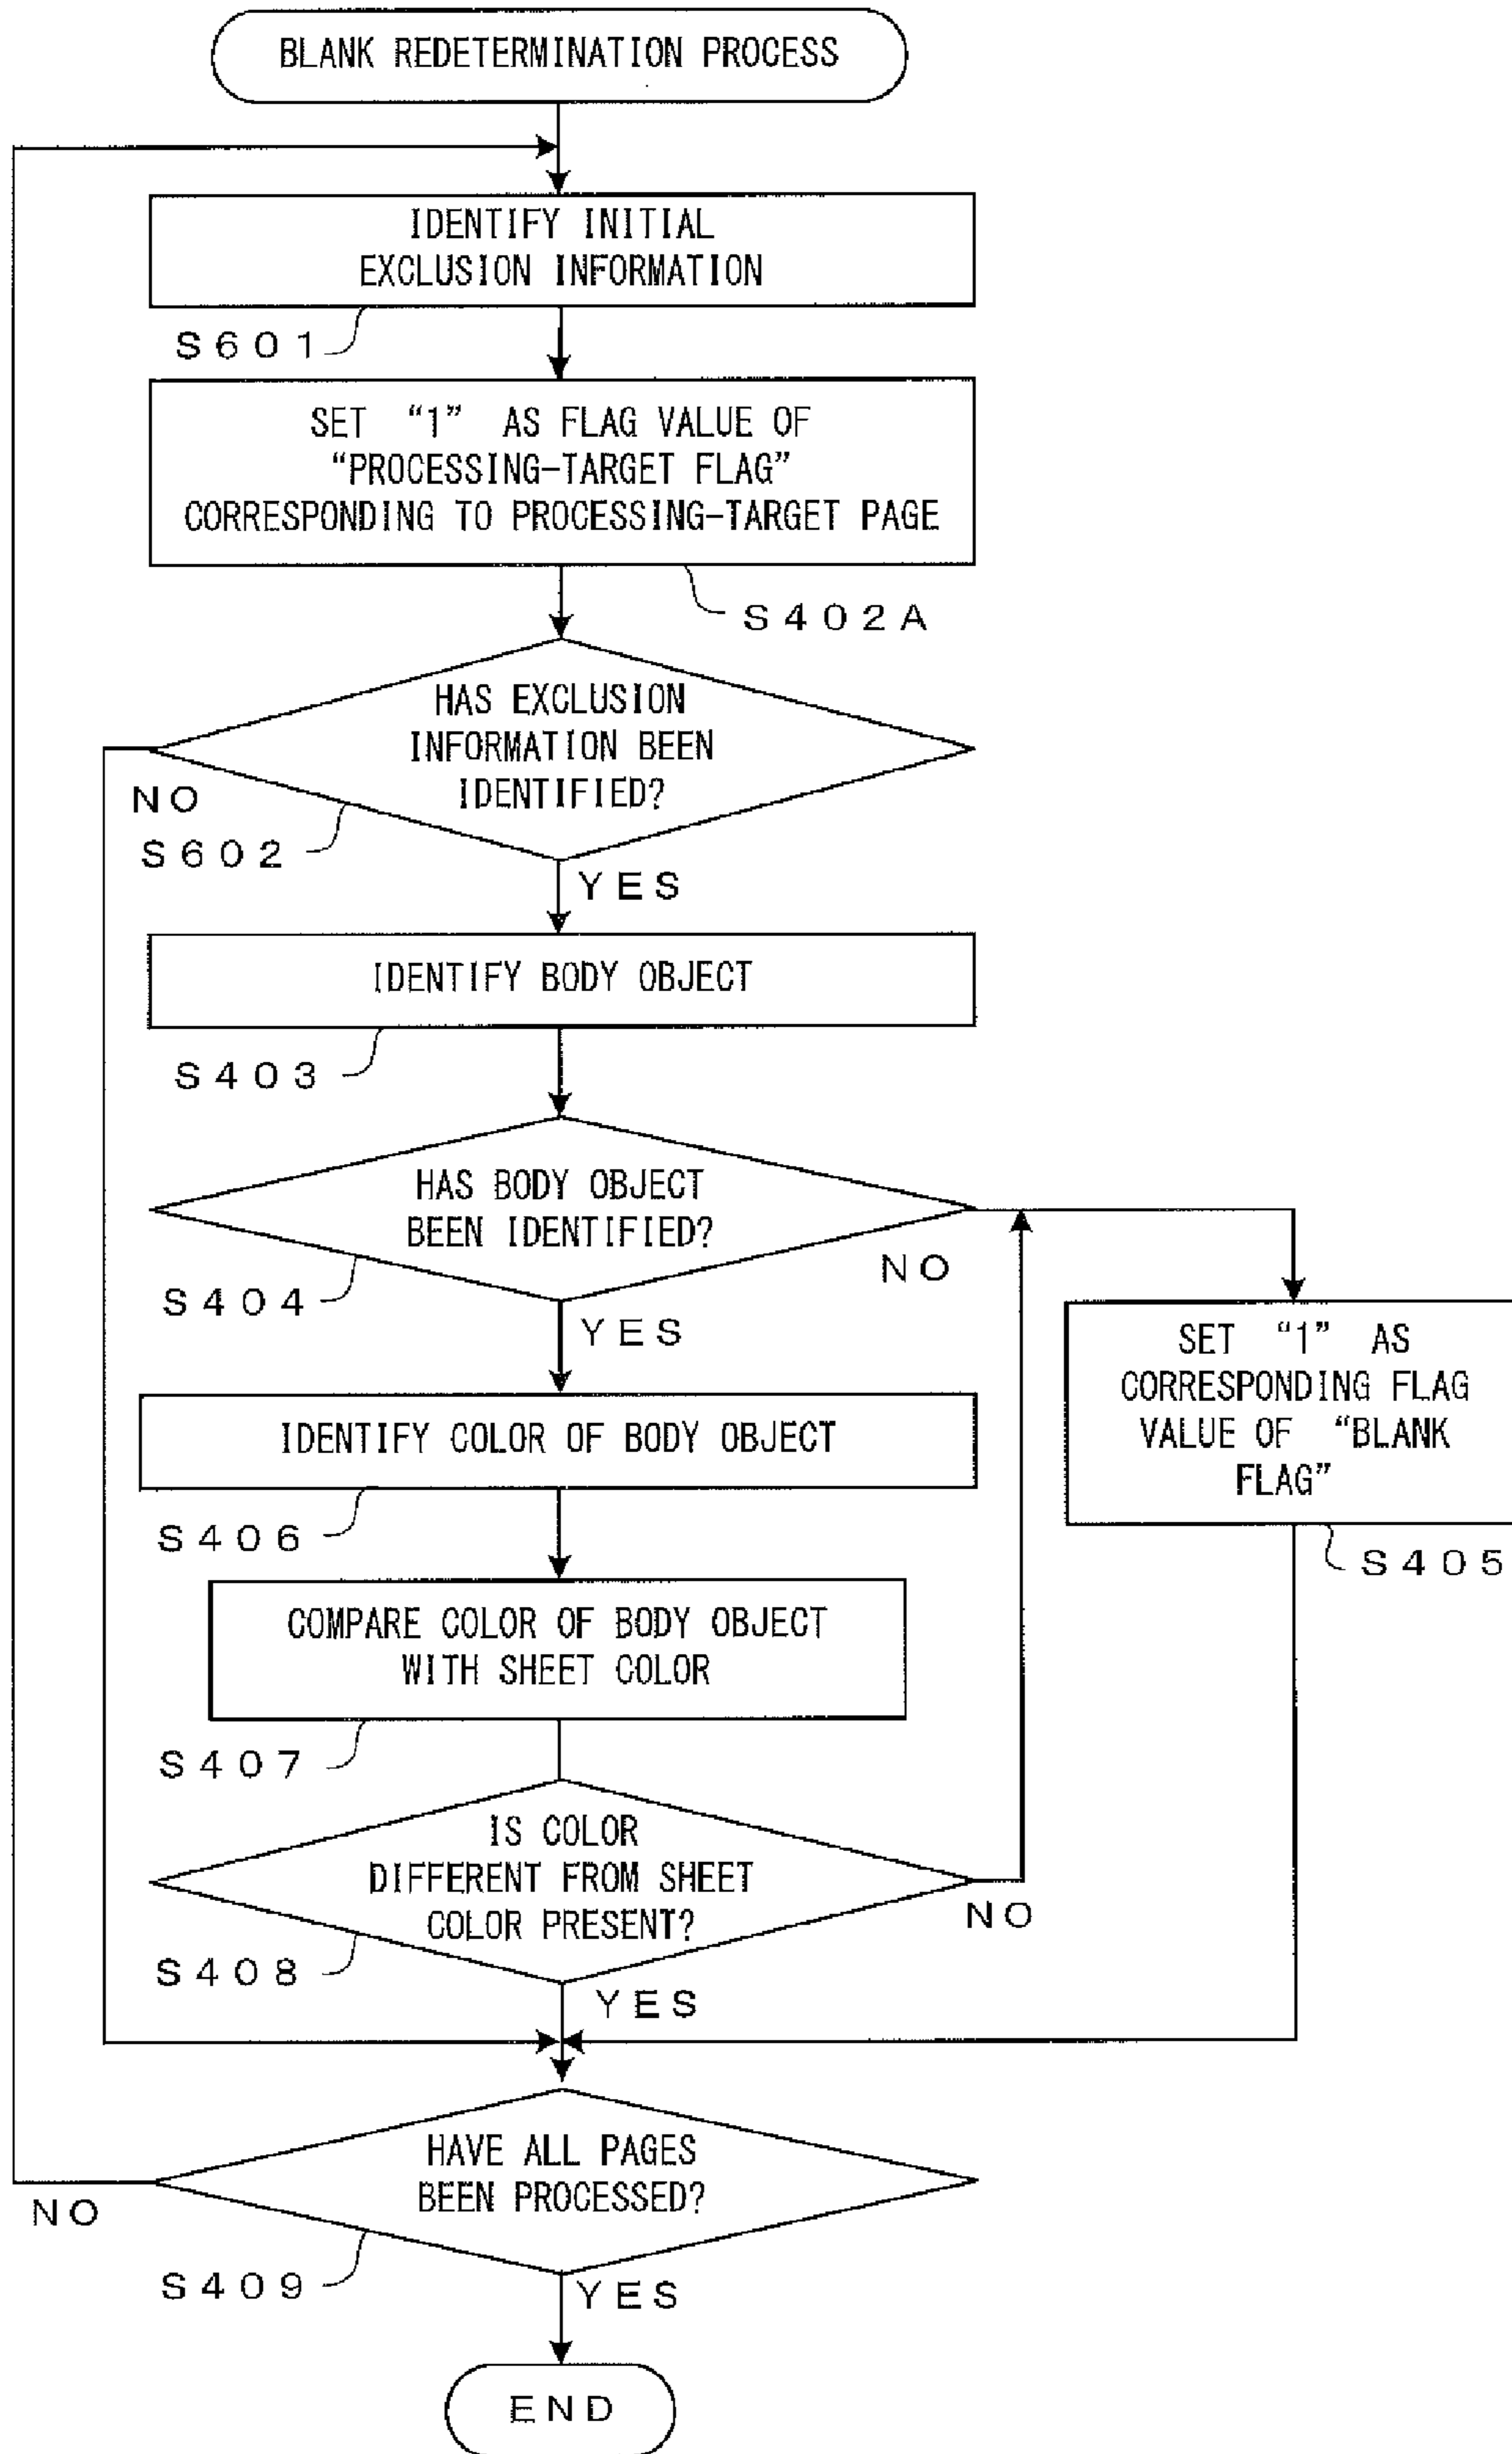 BLANK REDETERMINATION PROCESS
IDENTIFY INITIAL
EXCLUSION INFORMATION
S601
SET "1" AS FLAG VALUE OF
"PROCESSING-TARGET FLAG"
CORRESPONDING TO PROCESSING-TARGET PAGE
S402A
HAS EXCLUSION
INFORMATION BEEN
IDENTIFIED?
NO
S602
YES
IDENTIFY BODY OBJECT
S403
HAS BODY OBJECT
BEEN IDENTIFIED?
NO
S404
YES
SET "1" AS
CORRESPONDING FLAG
VALUE OF "BLANK
FLAG"
S405
IDENTIFY COLOR OF BODY OBJECT
S406
COMPARE COLOR OF BODY OBJECT
WITH SHEET COLOR
S407
IS COLOR
DIFFERENT FROM SHEET
COLOR PRESENT?
NO
S408
YES
HAVE ALL PAGES
BEEN PROCESSED?
NO
S409
YES
END